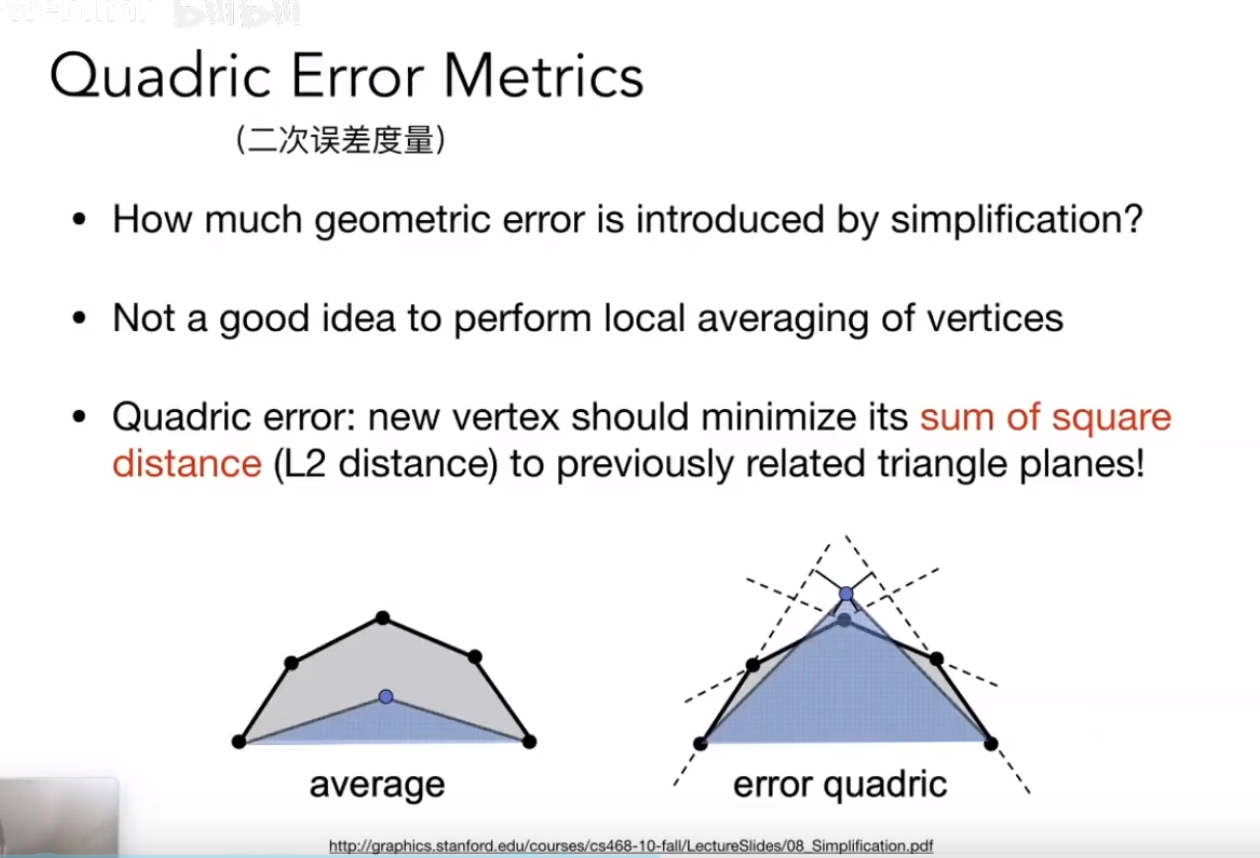 Webinar bilibili
Quadric Error Metrics
(二次误差度量)
• How much geometric error is introduced by simplification?
• Not a good idea to perform local averaging of vertices
• Quadric error: new vertex should minimize its sum of square
distance (L2 distance) to previously related triangle planes!
average
error quadric
http://graphics.stanford.edu/courses/cs468-10-fall/LectureSlides/08_Simplification.pdf